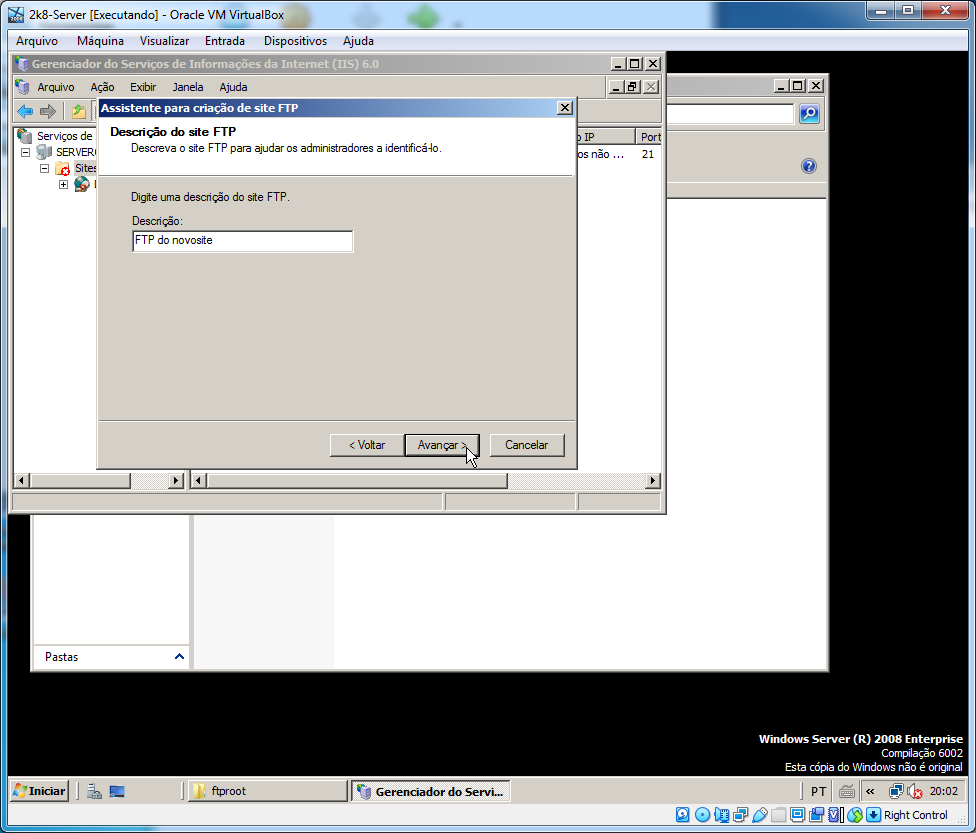 2k8-Server [Executando] - Oracle VM VirtualBox
Arquivo Máquina Visualizar Entrada Dispositivos Ajuda
Gerenciador do Serviços de Informações da Internet (IIS) 6.0
Arquivo Ação Exibir Janela Ajuda
Assistente para criação de site FTP
Descrição do site FTP
Descreva o site FTP para ajudar os administradores a identificá-lo.
Serviços de
SERVER
Sites
o IP Port
os não ... 21
Digite uma descrição do site FTP.
Descrição:
FTP do novosite
< Voltar Avançar > Cancelar
Pastas
Windows Server (R) 2008 Enterprise
Compilação 6002
Esta cópia do Windows não é original
Iniciar ftproot Gerenciador do Servi... PT « 20:02
Right Control